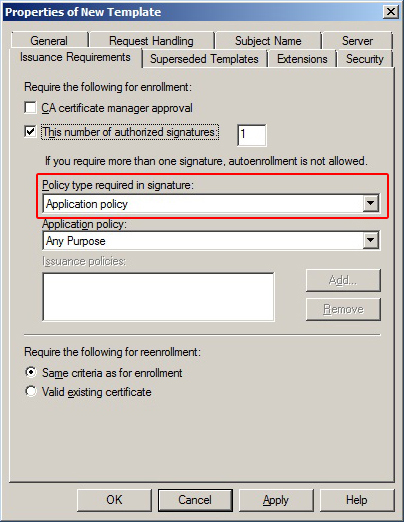 Properties of New Template
General Request Handling Subject Name Server
Issuance Requirements Superseded Templates Extensions Security
Require the following for enrollment:
CA certificate manager approval
This number of authorized signatures: 1
If you require more than one signature, autoenrollment is not allowed.
Policy type required in signature:
Application policy
Application policy:
Any Purpose
Issuance policies:
Add...
Remove
Require the following for reenrollment:
Same criteria as for enrollment
Valid existing certificate
OK Cancel Apply Help